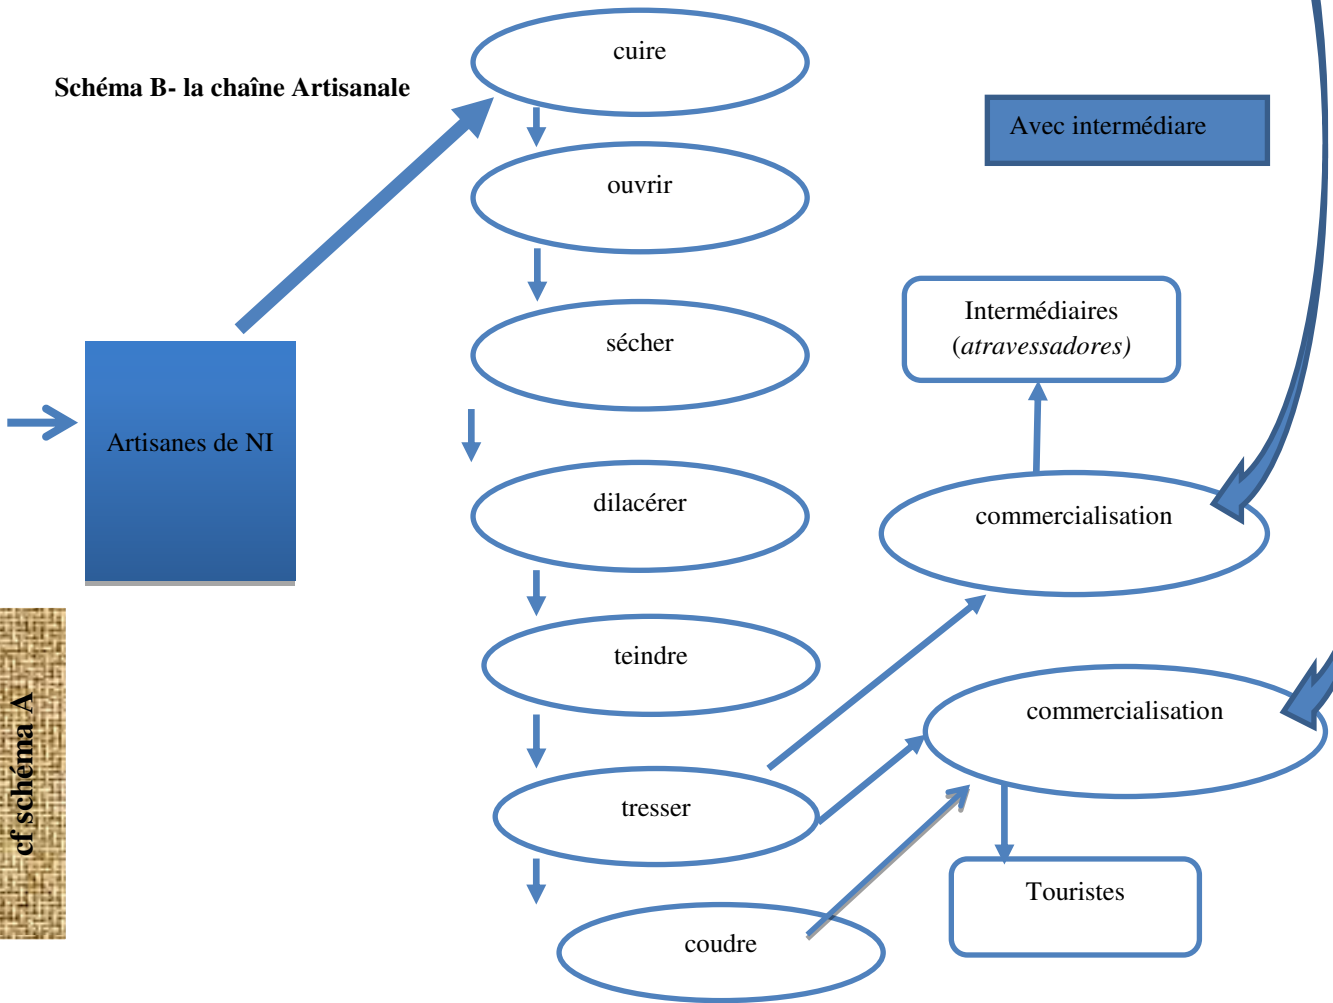 Schéma B- la chaîne Artisanale
cuire
Avec intermédiare
ouvrir
Intermédiaires
(atravessadores)
sécher
Artisanes de NI
dilacérer
commercialisation
teindre
commercialisation
cf schéma A
tresser
Touristes
coudre